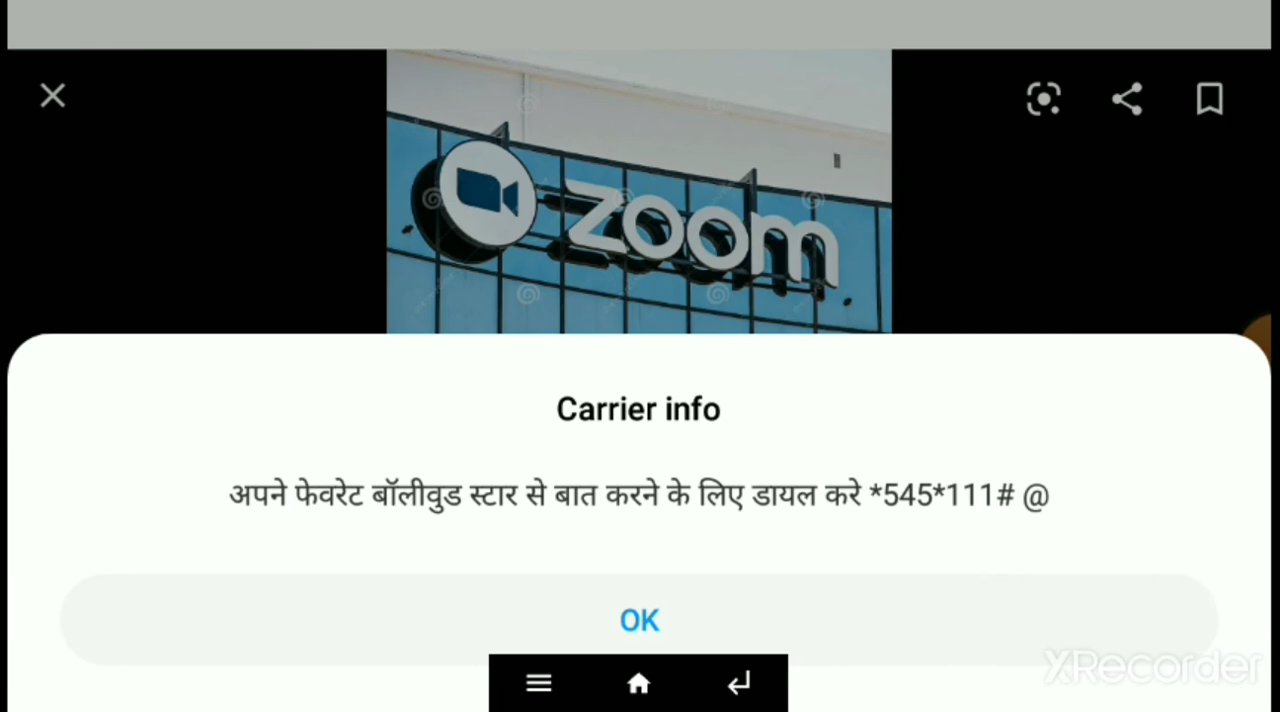 zoom
Carrier info
अपने फेवरेट बॉलीवुड स्टार से बात करने के लिए डायल करे *545*111# @
OK
XRecorder